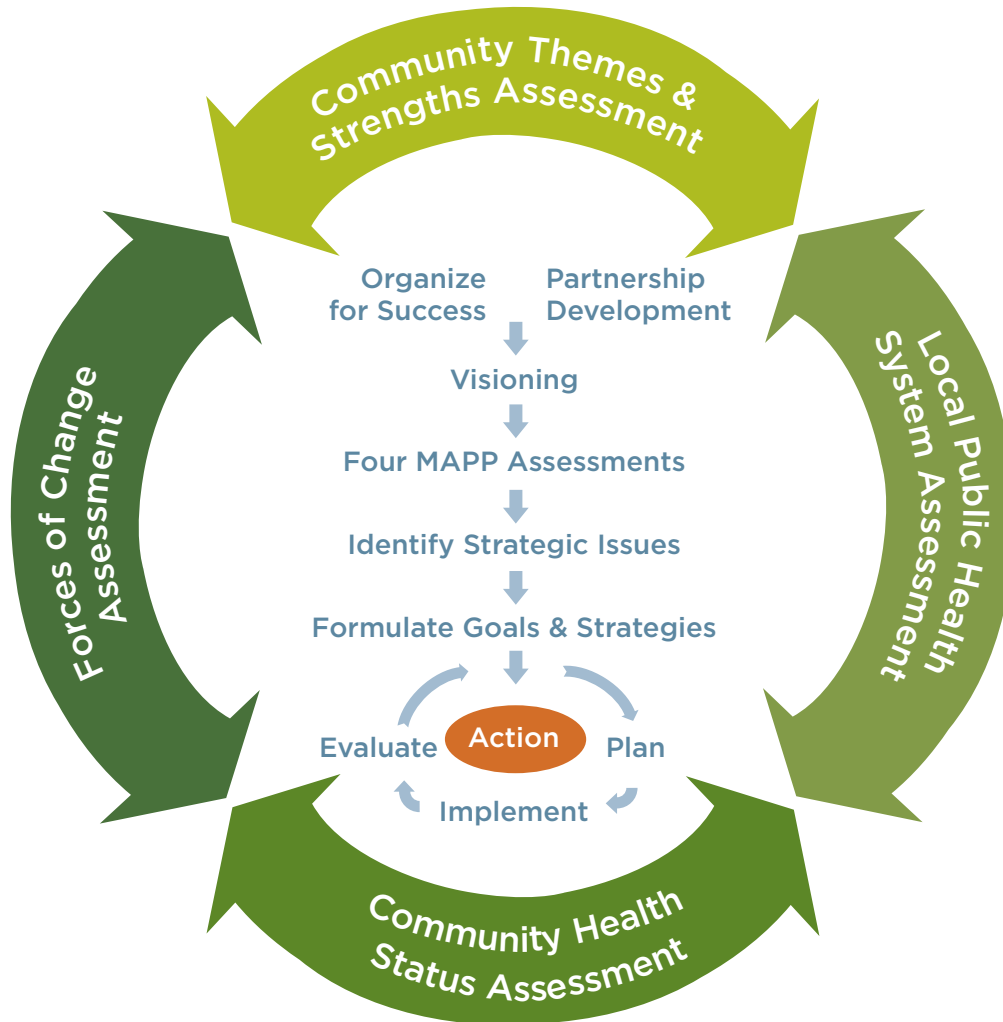 Community Themes &
Strengths Assessment
Organize
for Success
Partnership
Development
Visioning
Four MAPP Assessments
Identify Strategic Issues
Formulate Goals & Strategies
Action
Evaluate
Plan
Implement
Forces of Change
Assessment
Local Public Health
System Assessment
Community Health
Status Assessment